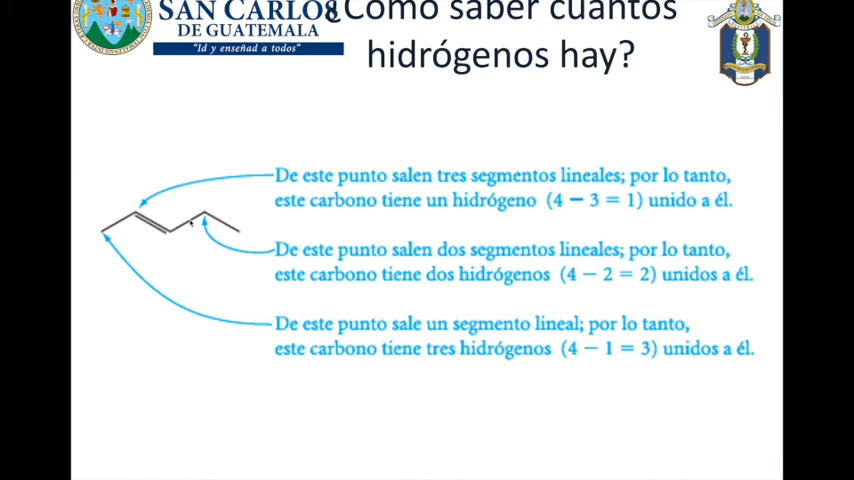 SAN CARLOS
DE GUATEMALA
"Id y enseñad a todos"
¿Cómo saber cuántos
hidrógenos hay?
De este punto salen tres segmentos lineales; por lo tanto,
este carbono tiene un hidrógeno (4 − 3 = 1) unido a él.
De este punto salen dos segmentos lineales; por lo tanto,
este carbono tiene dos hidrógenos (4 − 2 = 2) unidos a él.
De este punto sale un segmento lineal; por lo tanto,
este carbono tiene tres hidrógenos (4 − 1 = 3) unidos a él.